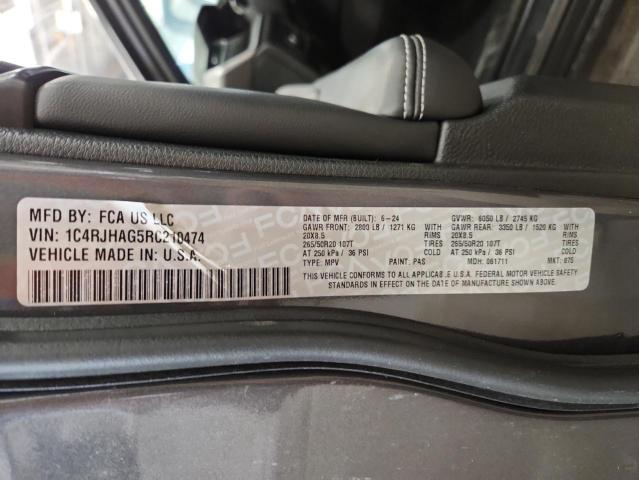 MFD BY: FCA US LLC
VIN: 1C4RJHAG5RC210474
VEHICLE MADE IN U.S.A.
DATE OF MFR (BUILT): 6-24 GVWR: 6050 LB / 2745 KG
GAWR FRONT: 2800 LB / 1271 KG WITH GAWR REAR: 3350 LB / 1520 KG WITH
20X8.5 RIMS 20X8.5 RIMS
265/50R20 107T TIRES 265/50R20 107T TIRES
AT 250 kPa / 36 PSI COLD AT 250 kPa / 36 PSI COLD
TYPE: MPV PAINT: PAS MDH: 061711 MKT: 875
THIS VEHICLE CONFORMS TO ALL APPLICABLE U.S.A. FEDERAL MOTOR VEHICLE SAFETY
STANDARDS IN EFFECT ON THE DATE OF MANUFACTURE SHOWN ABOVE